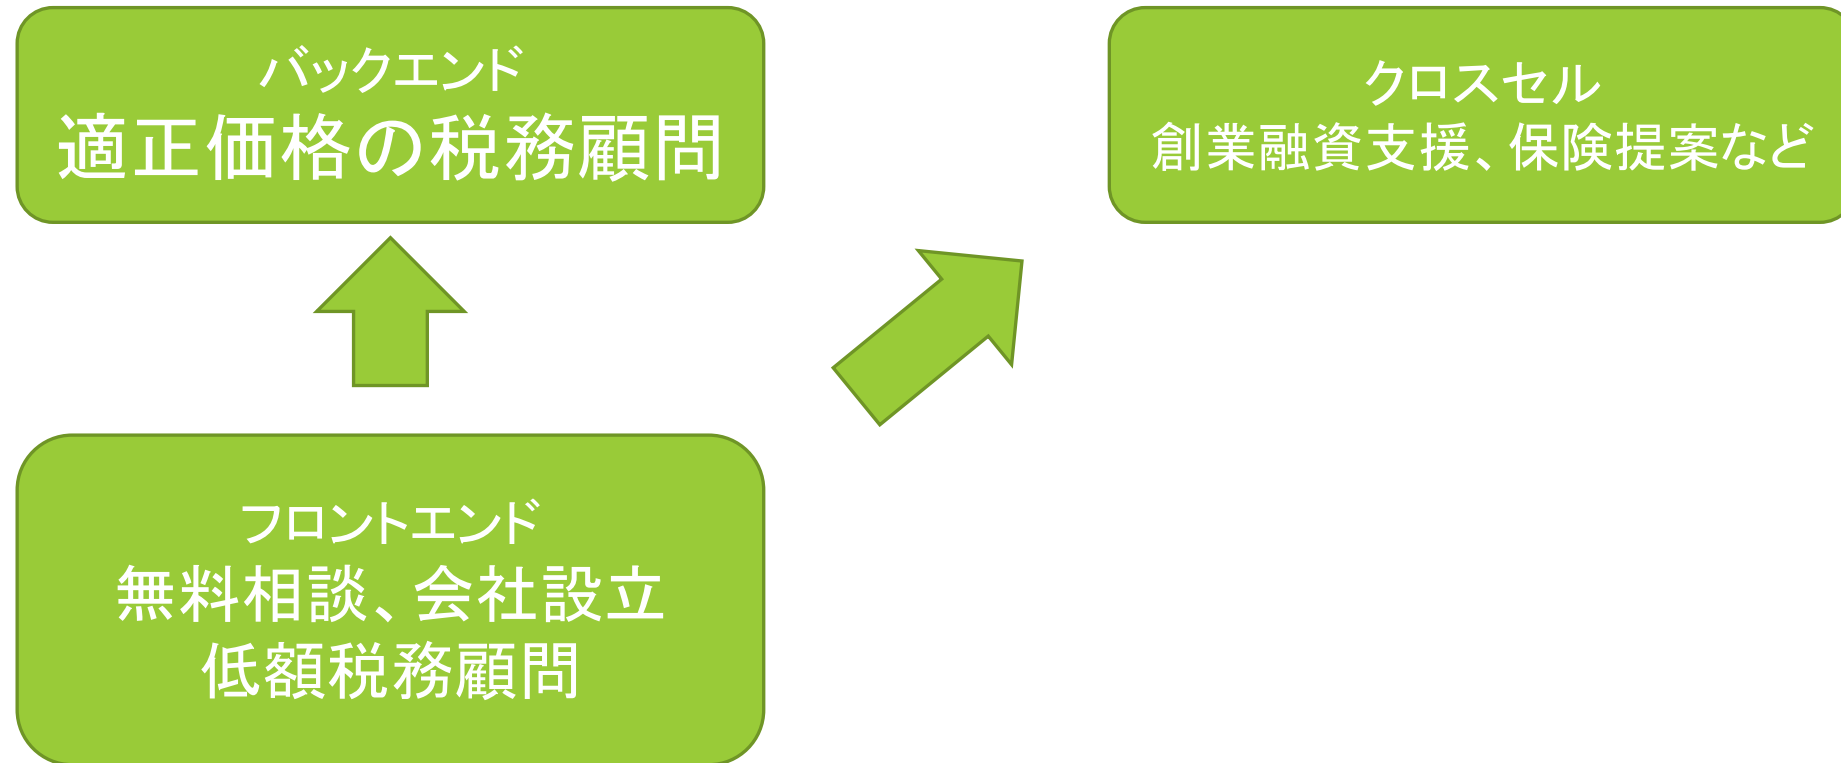 バックエンド
適正価格の税務顧問
クロスセル
創業融資支援、保険提案など
フロントエンド
無料相談、会社設立
低額税務顧問